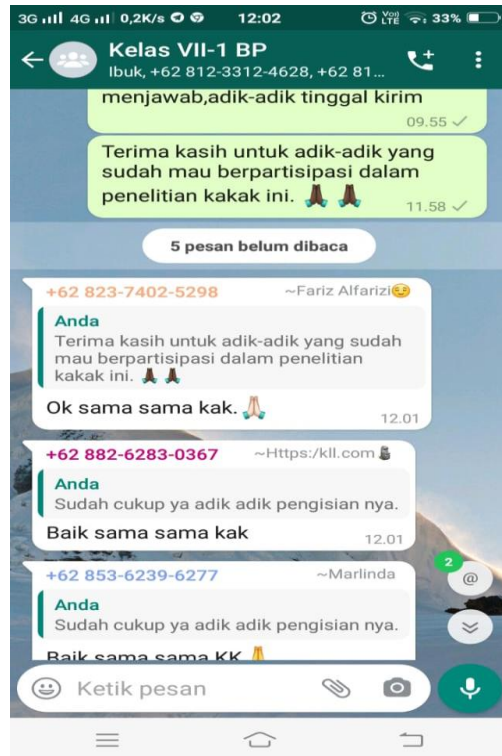 3G 4G 0,2K/s 12:02 33%
Kelas VII-1 BP
Ibuk, +62 812-3312-4628, +62 81...
menjawab,adik-adik tinggal kirim
09.55
Terima kasih untuk adik-adik yang
sudah mau berpartisipasi dalam
penelitian kakak ini. 🙏🏿 🙏🏿
11.58
5 pesan belum dibaca
+62 823-7402-5298 ~Fariz Alfarizi😏
Anda
Terima kasih untuk adik-adik yang sudah
mau berpartisipasi dalam penelitian
kakak ini. 🙏🏿 🙏🏿
Ok sama sama kak. 🙏🏻
12.01
+62 882-6283-0367 ~Https:/kll.com
Anda
Sudah cukup ya adik adik pengisian nya.
Baik sama sama kak
12.01
2
@
+62 853-6239-6277 ~Marlinda
Anda
Sudah cukup ya adik adik pengisian nya.
Baik sama sama KK 🙏
Ketik pesan